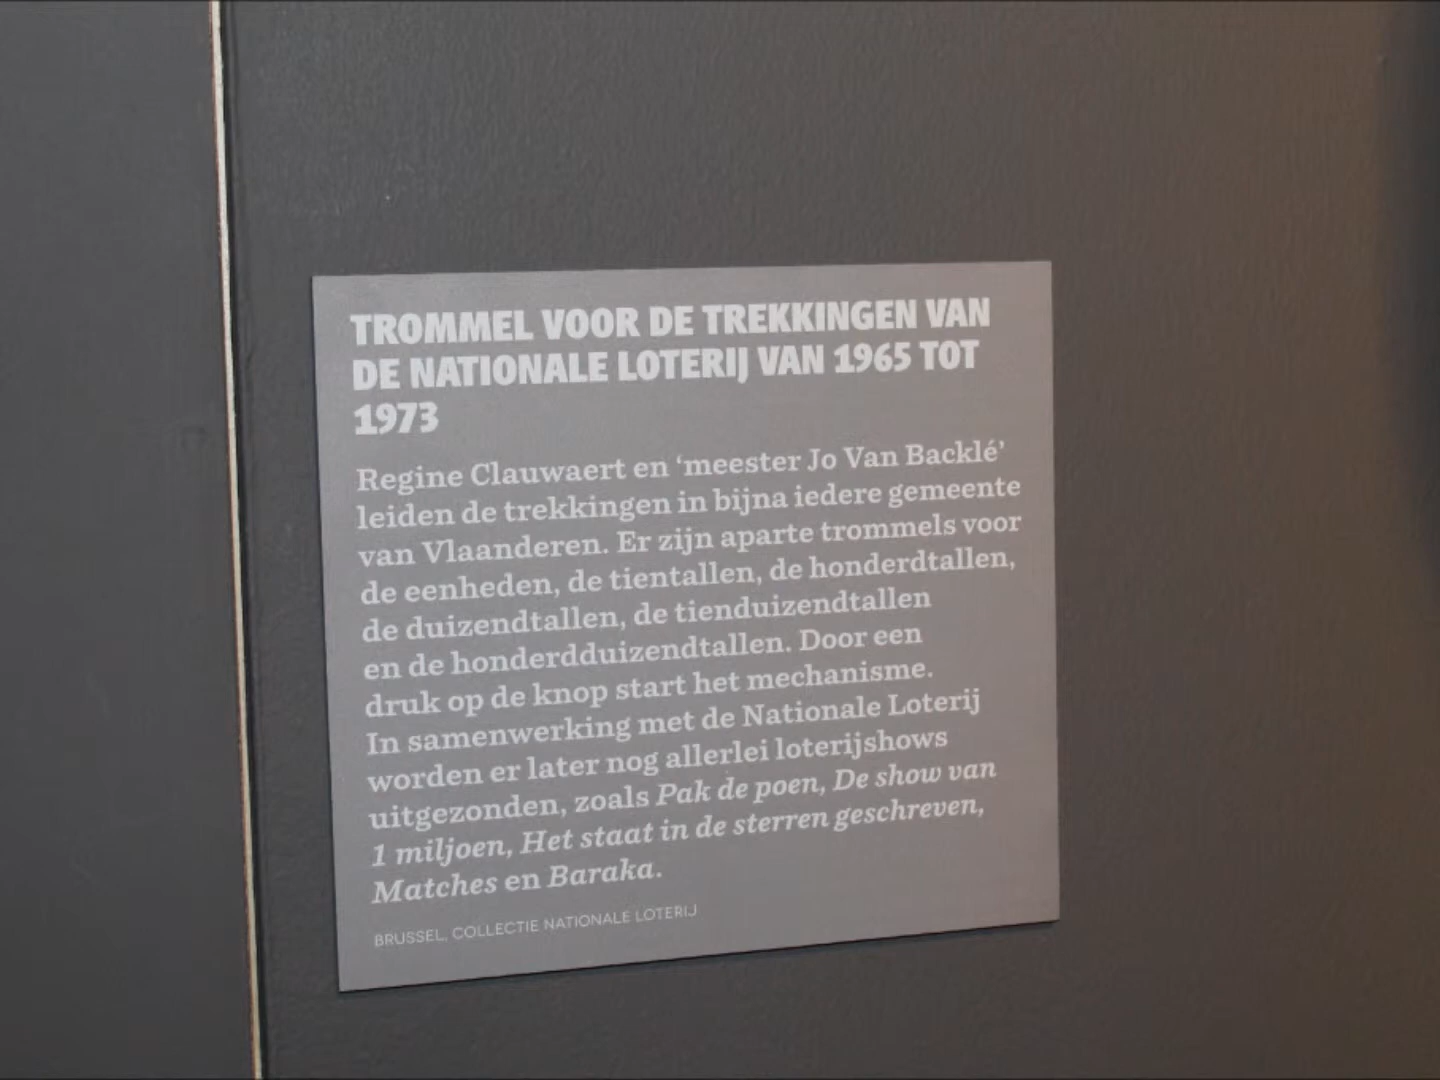 TROMMEL VOOR DE TREKKINGEN VAN
DE NATIONALE LOTERIJ VAN 1965 TOT
1973
Regine Clauwaert en ‘meester Jo Van Backlé’
leiden de trekkingen in bijna iedere gemeente
van Vlaanderen. Er zijn aparte trommels voor
de eenheden, de tientallen, de honderdtallen,
de duizendtallen, de tienduizendtallen
en de honderdduizendtallen. Door een
druk op de knop start het mechanisme.
In samenwerking met de Nationale Loterij
worden er later nog allerlei loterijshows
uitgezonden, zoals Pak de poen, De show van
1 miljoen, Het staat in de sterren geschreven,
Matches en Baraka.
BRUSSEL, COLLECTIE NATIONALE LOTERIJ